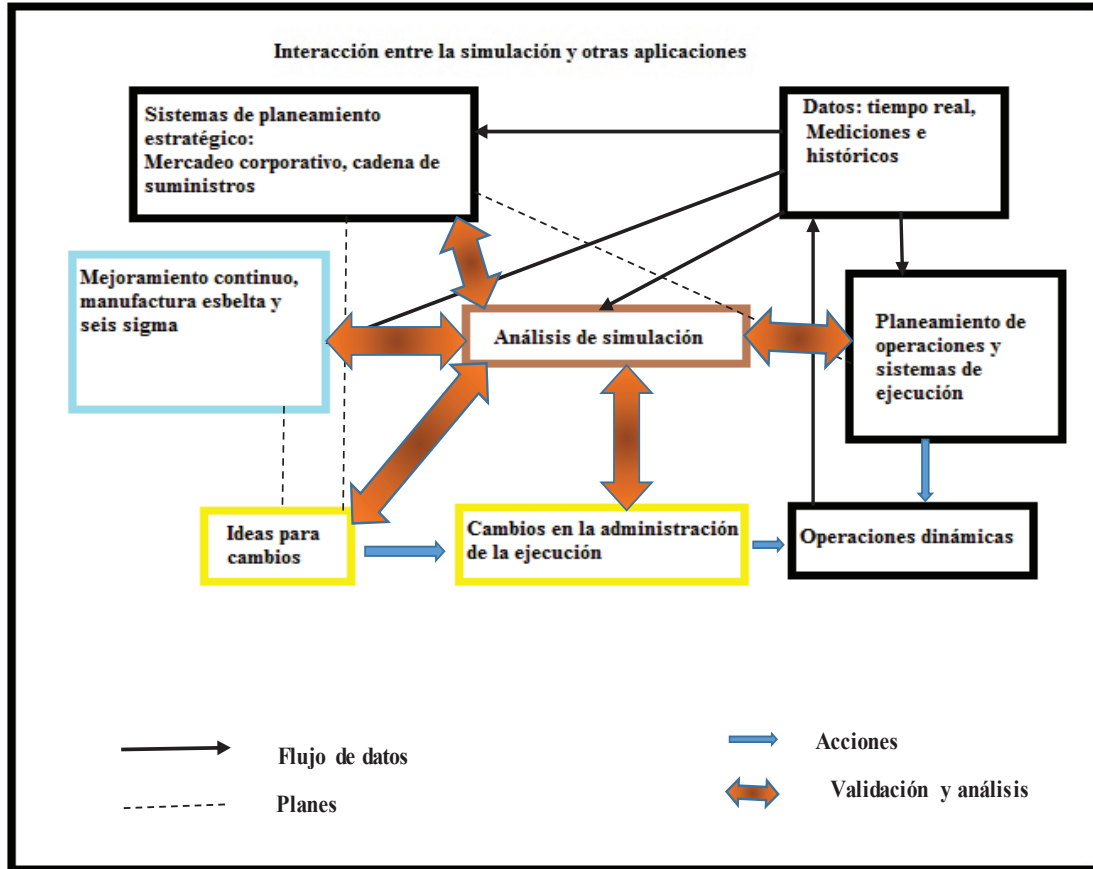 Interacción entre la simulación y otras aplicaciones
Sistemas de planeamiento
estratégico:
Mercadeo corporativo, cadena de
suministros
Datos: tiempo real,
Mediciones e
históricos
Mejoramiento continuo,
manufactura esbelta y
seis sigma
Análisis de simulación
Planeamiento de
operaciones y
sistemas de
ejecución
Ideas para
cambios
Cambios en la administración
de la ejecución
Operaciones dinámicas
Flujo de datos
Planes
Acciones
Validación y análisis